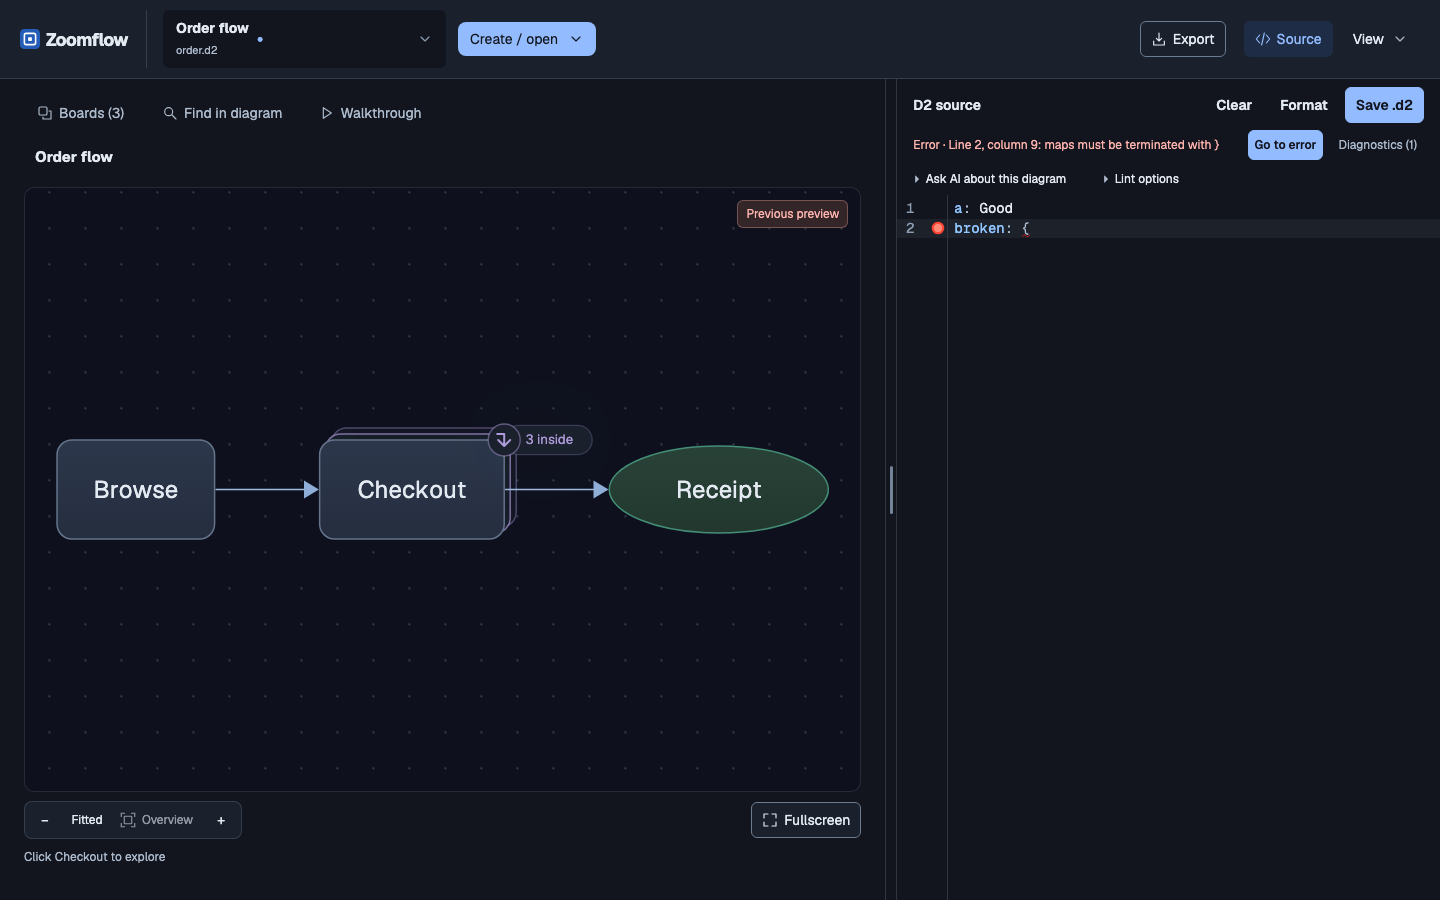 Zoomflow
Order flow
order.d2
Create / open
Export
Source
View
Boards (3)
Find in diagram
Walkthrough
Order flow
Previous preview
Browse
Checkout
3 inside
Receipt
Fitted
Overview
+
Fullscreen
Click Checkout to explore
D2 source
Clear
Format
Save .d2
Error · Line 2, column 9: maps must be terminated with }
Go to error
Diagnostics (1)
Ask AI about this diagram
Lint options
1 a: Good
2 broken: {